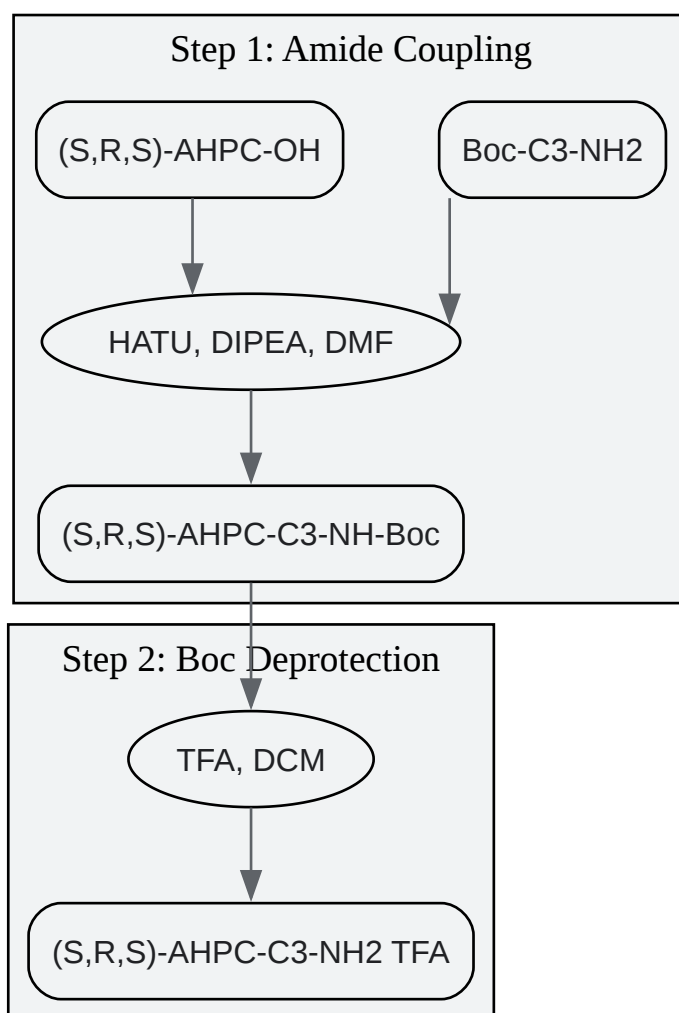 Step 1: Amide Coupling
(S,R,S)-AHPC-OH
Boc-C3-NH2
HATU, DIPEA, DMF
(S,R,S)-AHPC-C3-NH-Boc
Step 2: Boc Deprotection
TFA, DCM
(S,R,S)-AHPC-C3-NH2 TFA